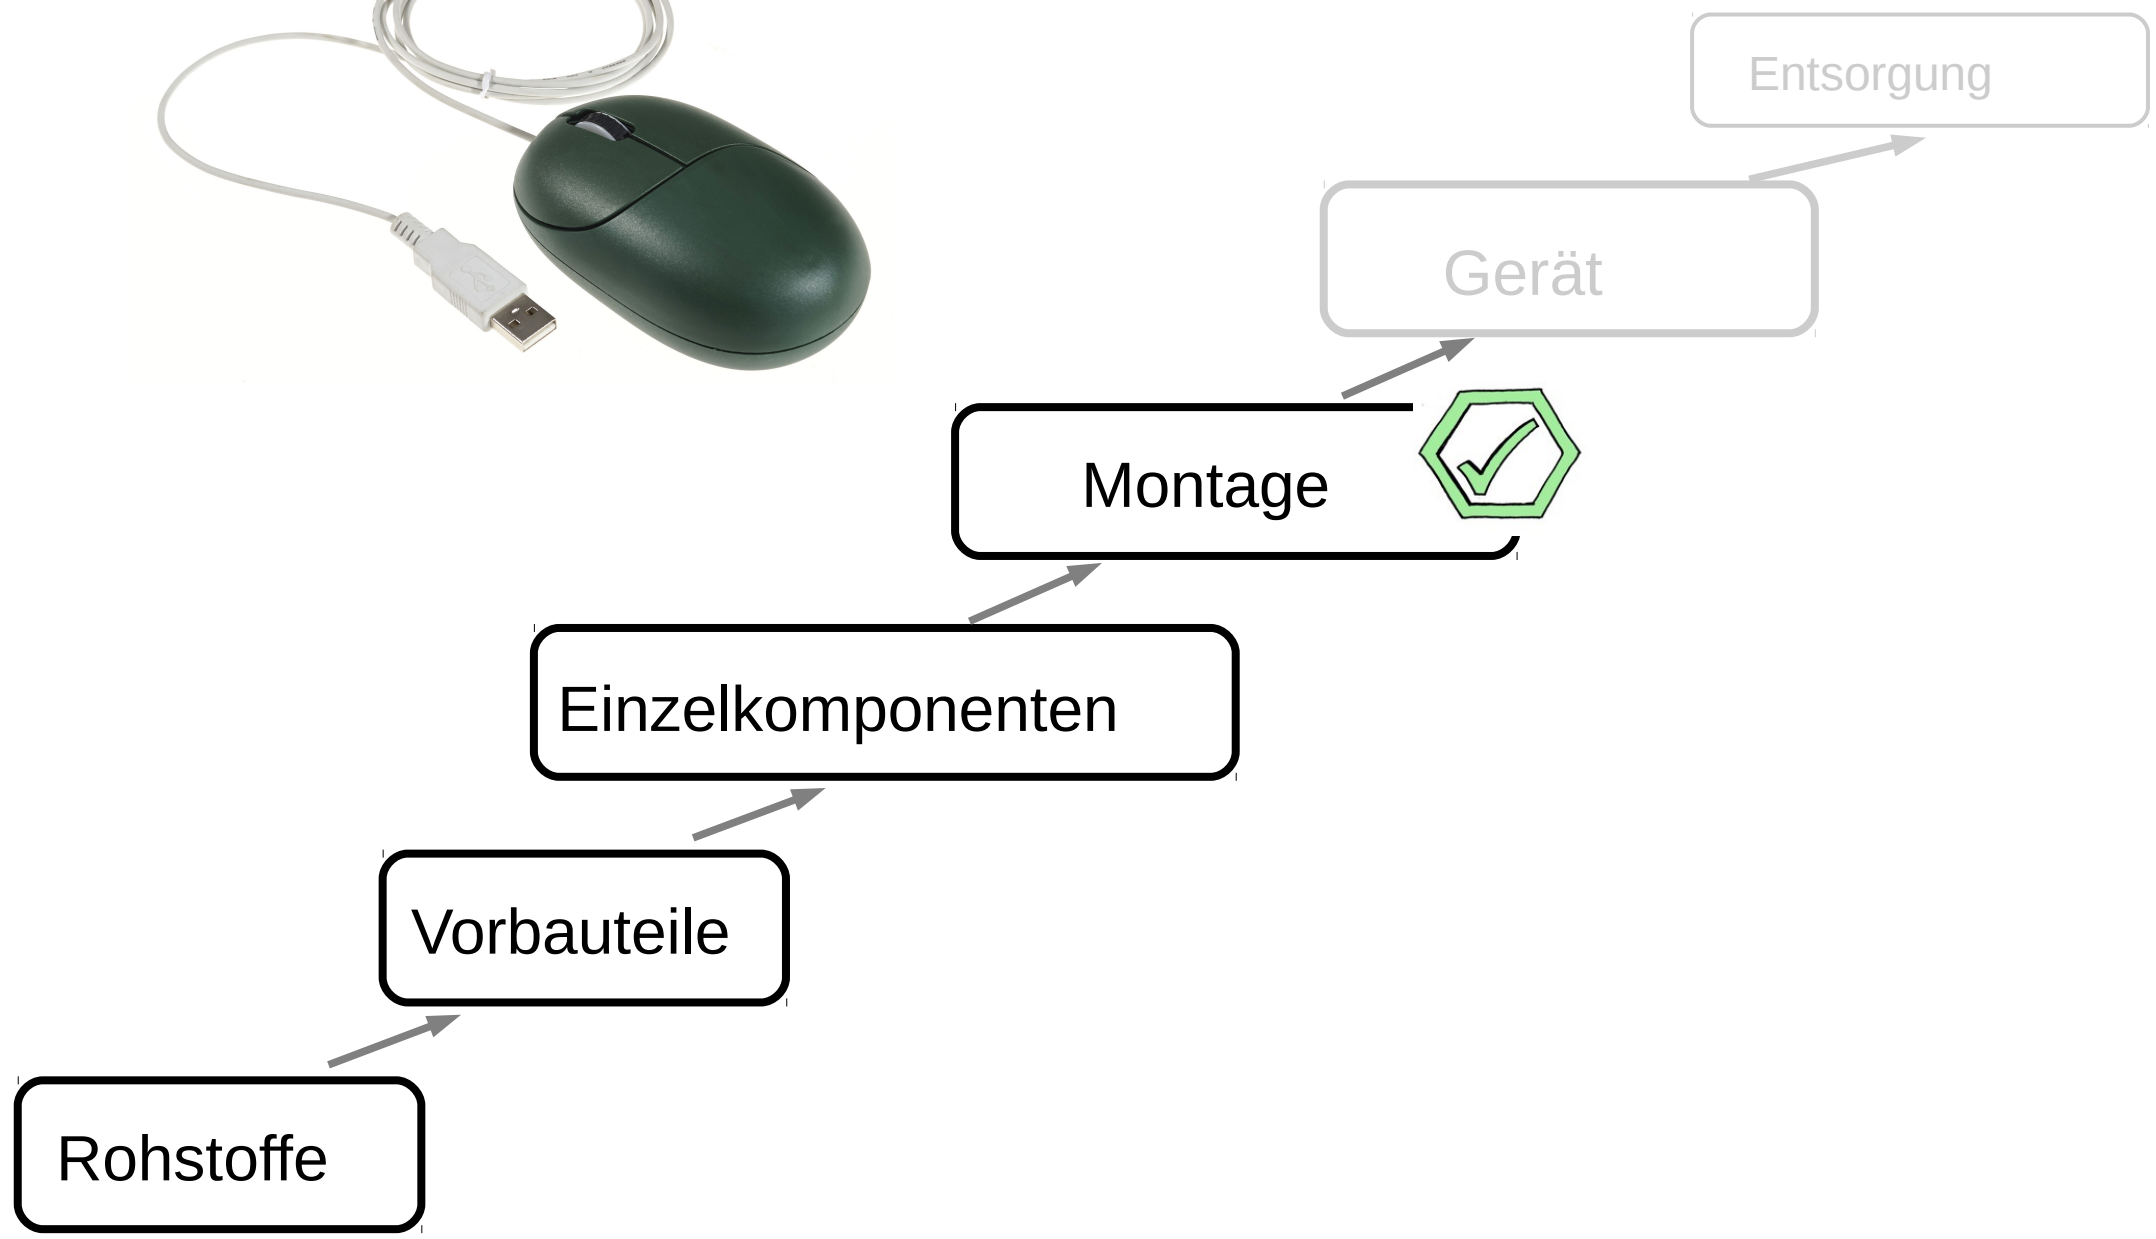 Entsorgung
Gerät
Montage
Einzelkomponenten
Vorbauteile
Rohstoffe